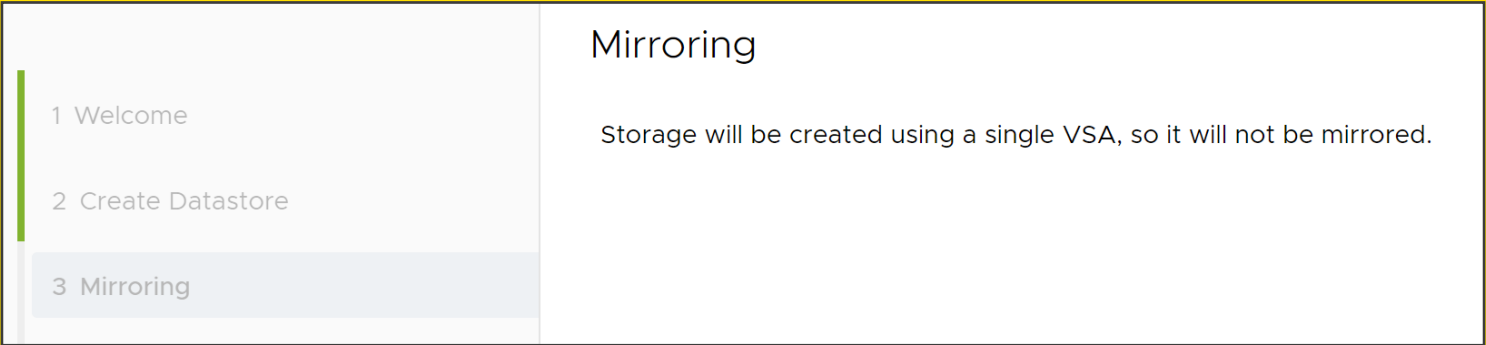 Mirroring
1 Welcome
Storage will be created using a single VSA, so it will not be mirrored.
2 Create Datastore
3 Mirroring